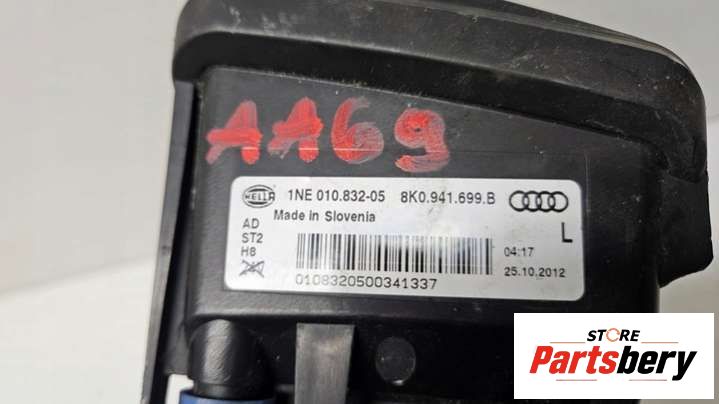 AA69
HELLA 1NE 010.832-05 8K0.941.699.B
Made in Slovenia L
AD
ST2
H8 04:17
25.10.2012
0108320500341337
STORE
Partsbery